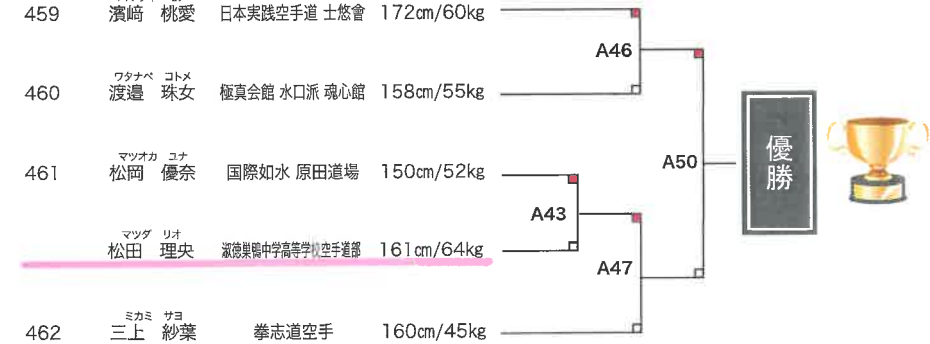 459 濱﨑 桃愛 日本実践空手道 士悠會 172cm/60kg
A46
ワタナベ コトメ
460 渡邉 珠女 極真会館 水口派 魂心館 158cm/55kg
マツオカ ユナ
461 松岡 優奈 国際如水 原田道場 150cm/52kg
A43
A50
優勝
マツダ リオ
松田 理央 淑徳巣鴨中学高等学校空手道部 161cm/64kg
A47
ミカミ サヨ
462 三上 紗葉 拳志道空手 160cm/45kg